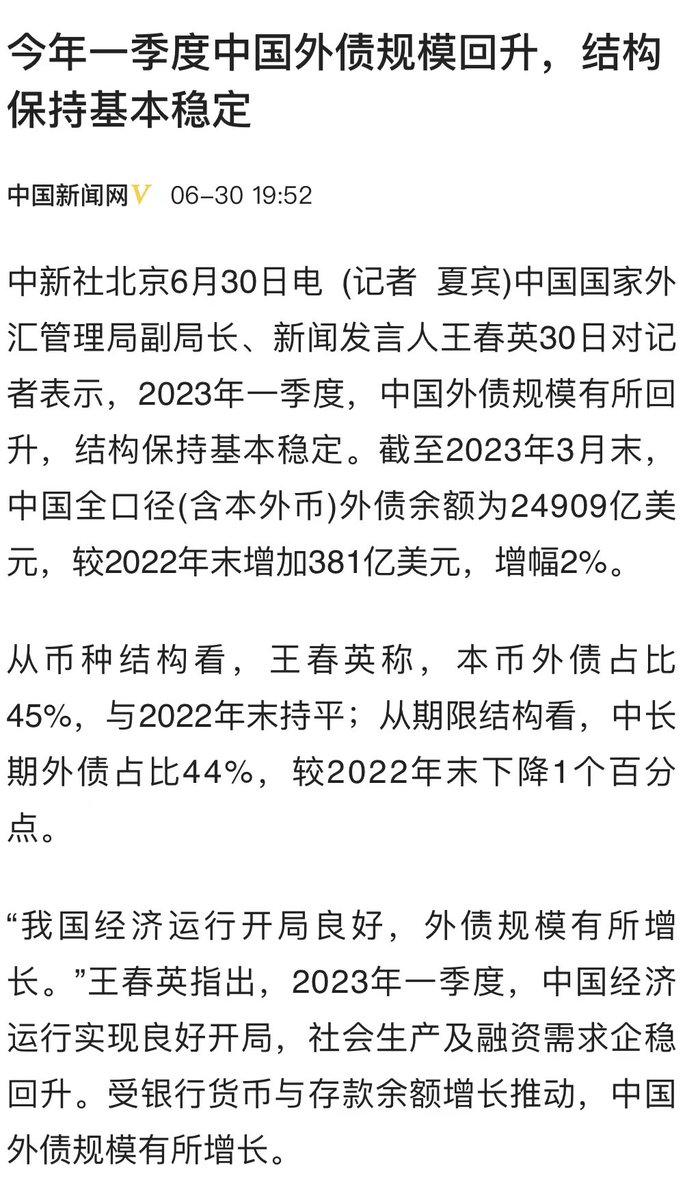 今年一季度中国外债规模回升，结构
保持基本稳定
中国新闻网V 06-30 19:52
中新社北京6月30日电 (记者 夏宾)中国国家外
汇管理局副局长、新闻发言人王春英30日对记
者表示，2023年一季度，中国外债规模有所回
升，结构保持基本稳定。截至2023年3月末，
中国全口径(含本外币)外债余额为24909亿美
元，较2022年末增加381亿美元，增幅2%。
从币种结构看，王春英称，本币外债占比
45%，与2022年末持平；从期限结构看，中长
期外债占比44%，较2022年末下降1个百分
点。
“我国经济运行开局良好，外债规模有所增
长。”王春英指出，2023年一季度，中国经济
运行实现良好开局，社会生产及融资需求企稳
回升。受银行货币与存款余额增长推动，中国
外债规模有所增长。